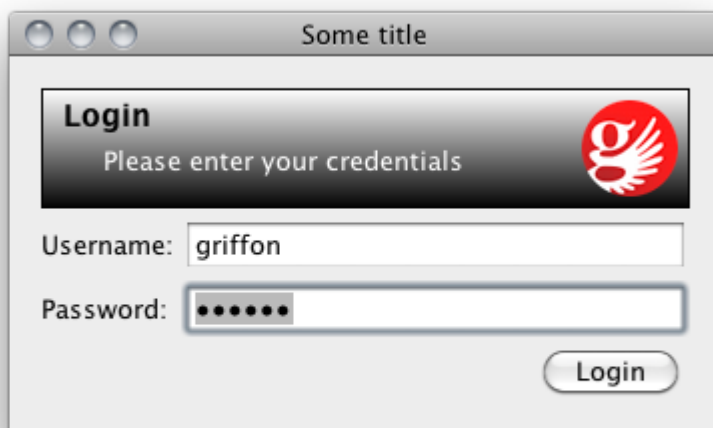 Some title
Login
Please enter your credentials
g
Username: griffon
Password: ••••••
Login